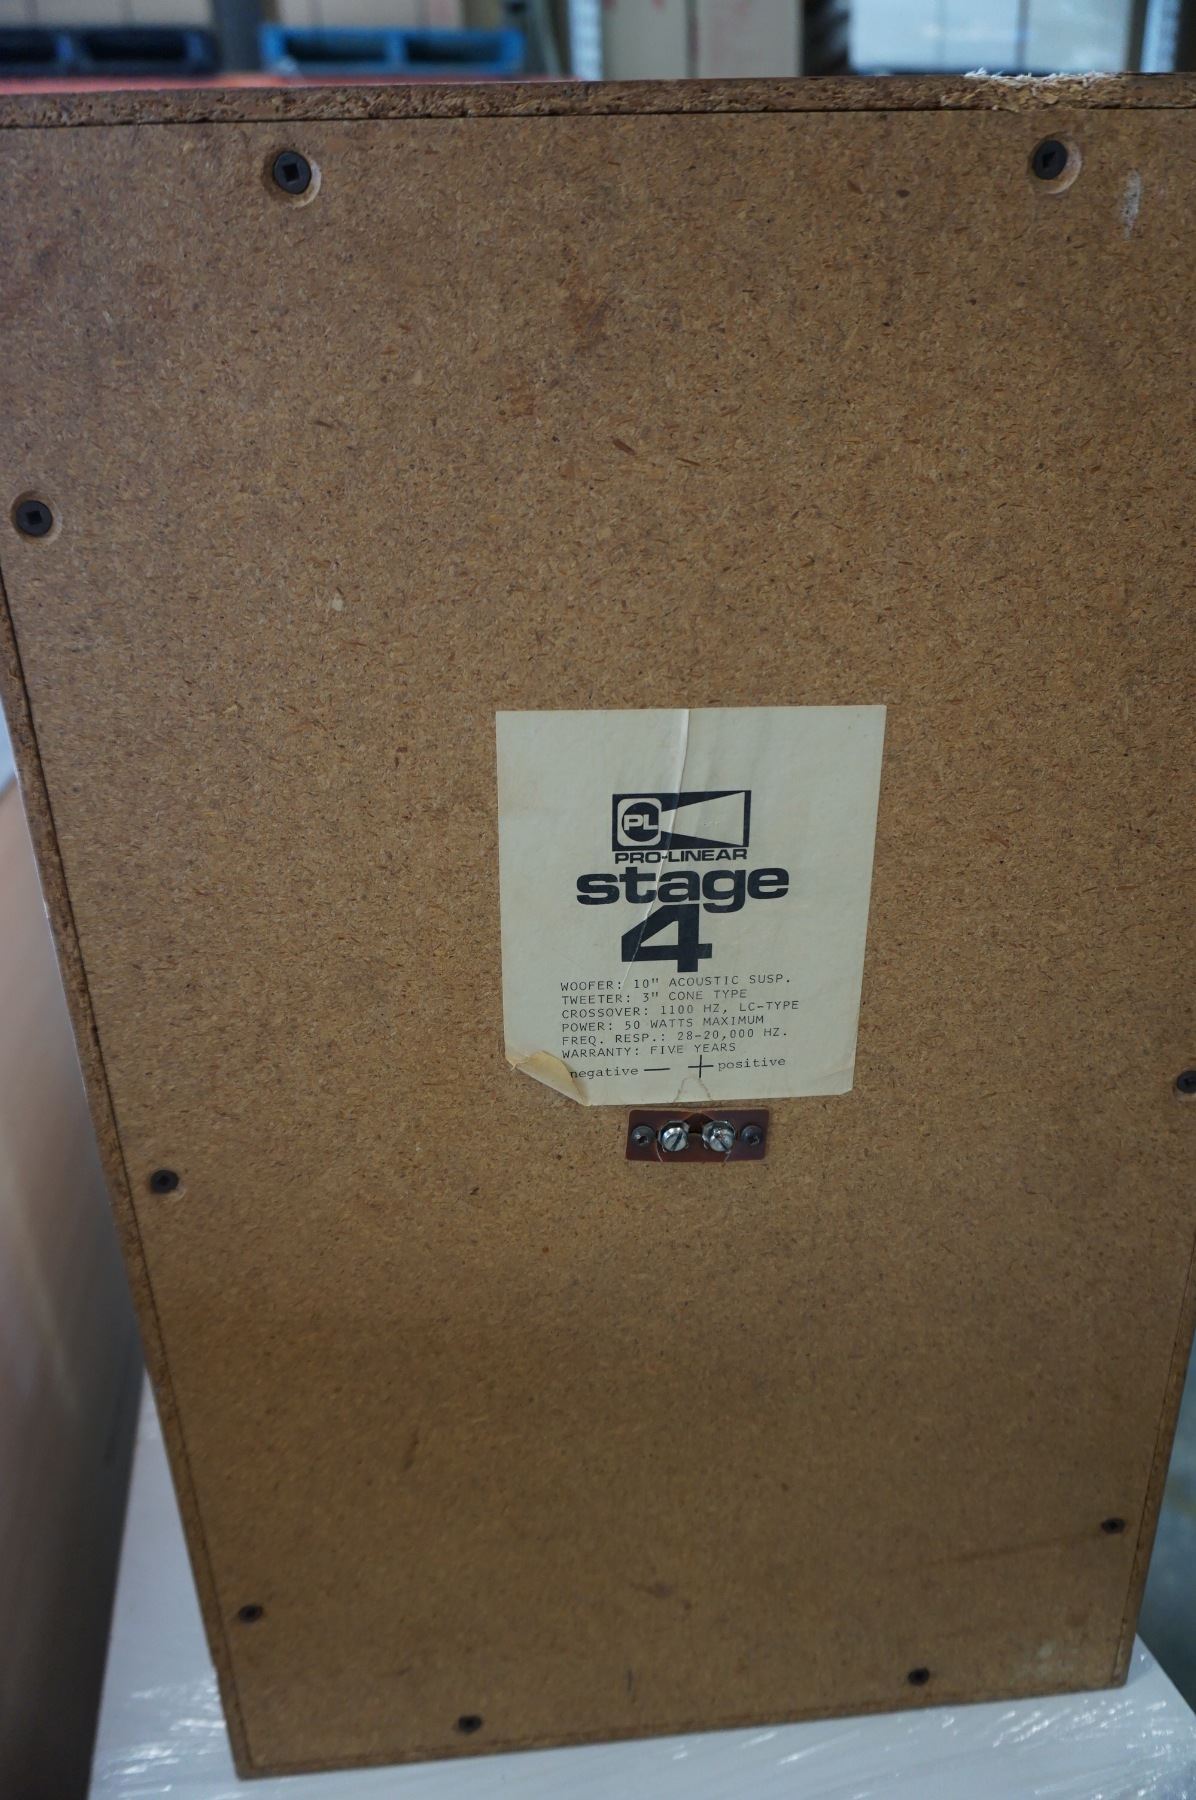 PL
PRO-LINEAR
stage
4
WOOFER: 10" ACOUSTIC SUSP.
TWEETER: 3" CONE TYPE
CROSSOVER: 1100 HZ, LC-TYPE
POWER: 50 WATTS MAXIMUM
FREQ. RESP.: 28-20,000 HZ.
WARRANTY: FIVE YEARS
negative — + positive